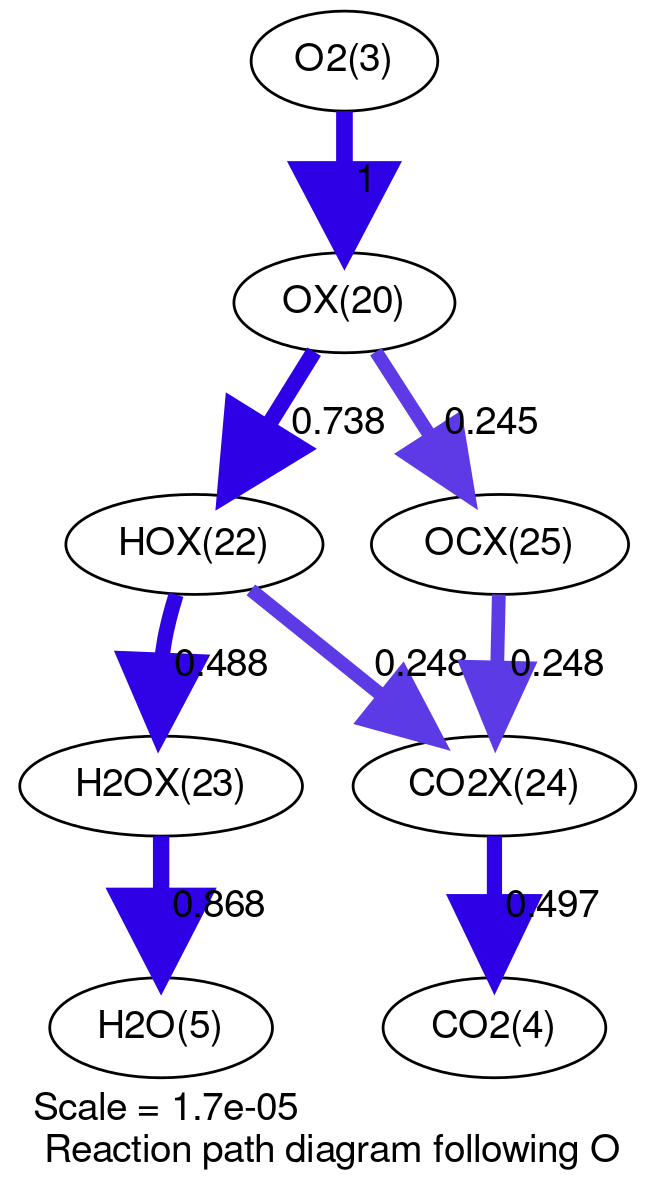 O2(3)
1
OX(20)
0.738
0.245
HOX(22)
OCX(25)
0.488
0.248
0.248
H2OX(23)
CO2X(24)
0.868
0.497
H2O(5)
CO2(4)
Scale = 1.7e-05
Reaction path diagram following O